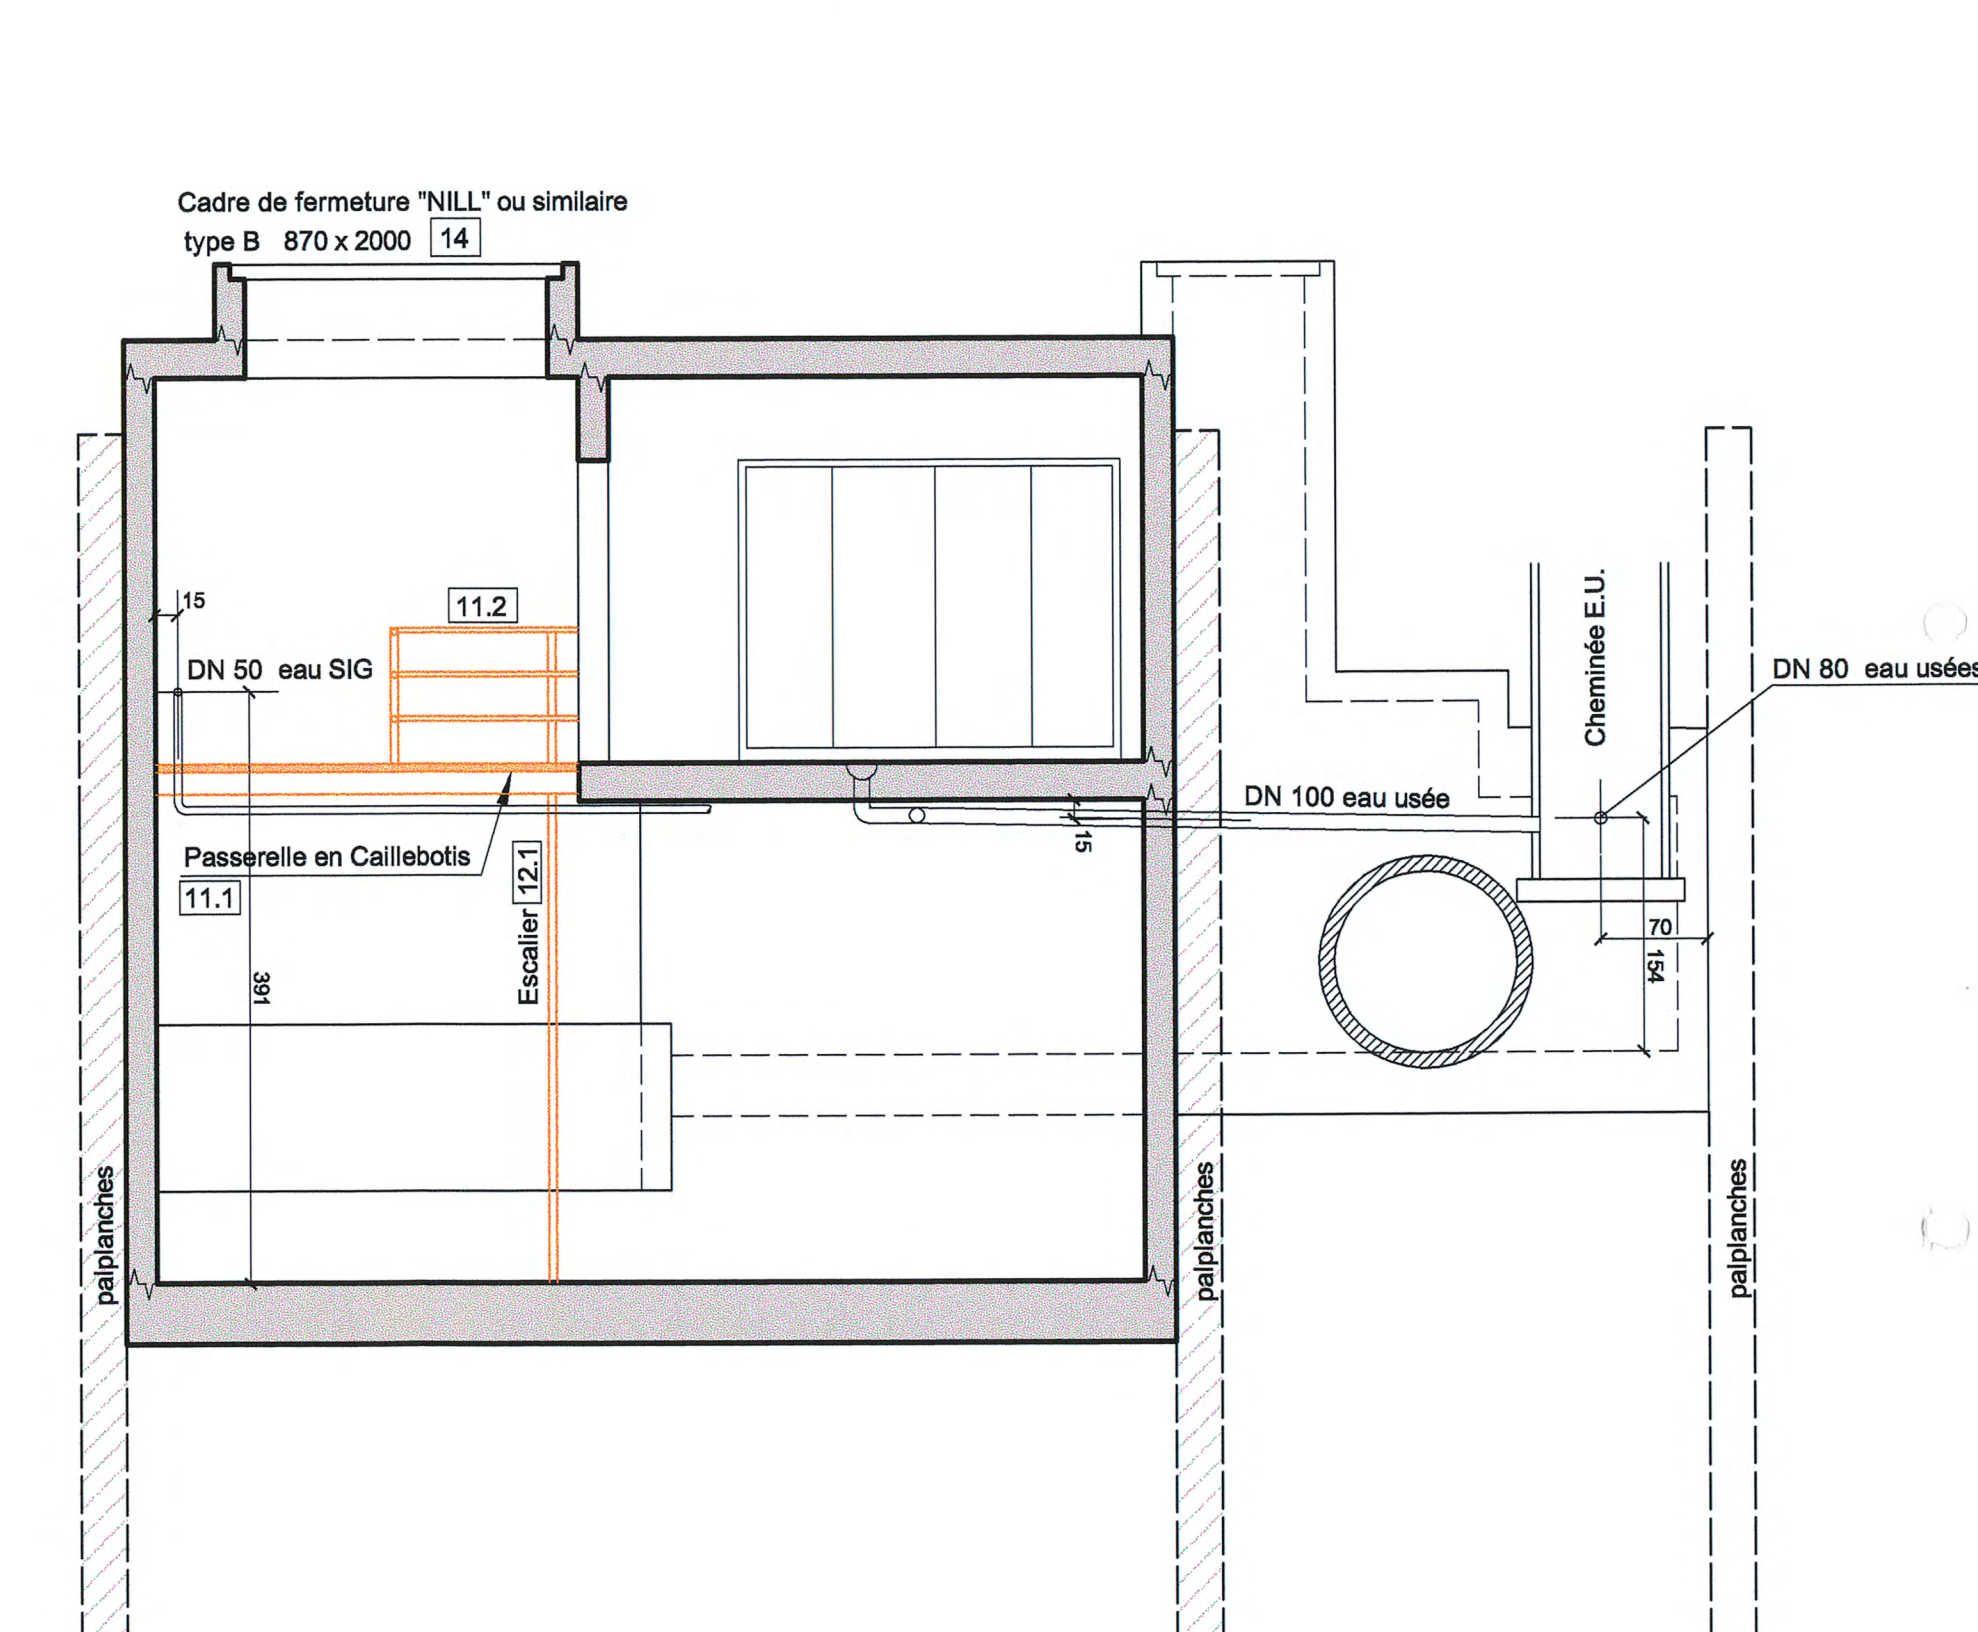 Cadre de fermeture "NILL" ou similaire
type B 870 x 2000 14
15
11.2
DN 50 eau SIG
Cheminée E.U.
DN 80 eau usées
DN 100 eau usée
15
Passerelle en Caillebotis
11.1
Escalier 12.1
391
70
154
palplanches
palplanches
palplanches